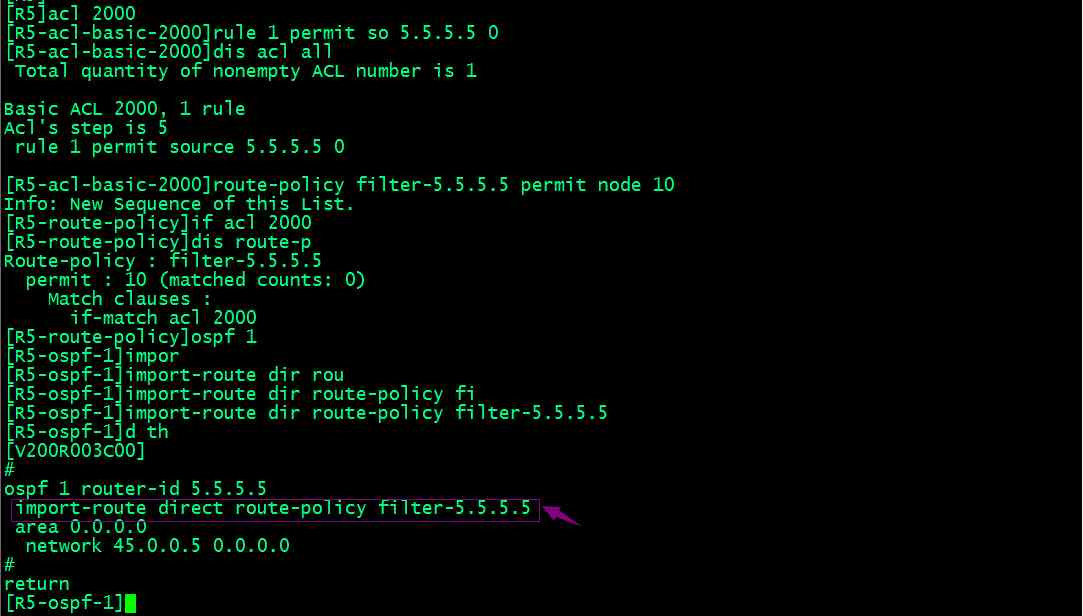 [R5]acl 2000
[R5-acl-basic-2000]rule 1 permit so 5.5.5.5 0
[R5-acl-basic-2000]dis acl all
 Total quantity of nonempty ACL number is 1

Basic ACL 2000, 1 rule
Acl's step is 5
 rule 1 permit source 5.5.5.5 0

[R5-acl-basic-2000]route-policy filter-5.5.5.5 permit node 10
Info: New Sequence of this List.
[R5-route-policy]if acl 2000
[R5-route-policy]dis route-p
Route-policy : filter-5.5.5.5
  permit : 10 (matched counts: 0)
    Match clauses :
      if-match acl 2000
[R5-route-policy]ospf 1
[R5-ospf-1]impor
[R5-ospf-1]import-route dir rou
[R5-ospf-1]import-route dir route-policy fi
[R5-ospf-1]import-route dir route-policy filter-5.5.5.5
[R5-ospf-1]d th
[V200R003C00]
#
ospf 1 router-id 5.5.5.5
 import-route direct route-policy filter-5.5.5.5
 area 0.0.0.0
  network 45.0.0.5 0.0.0.0
#
return
[R5-ospf-1]